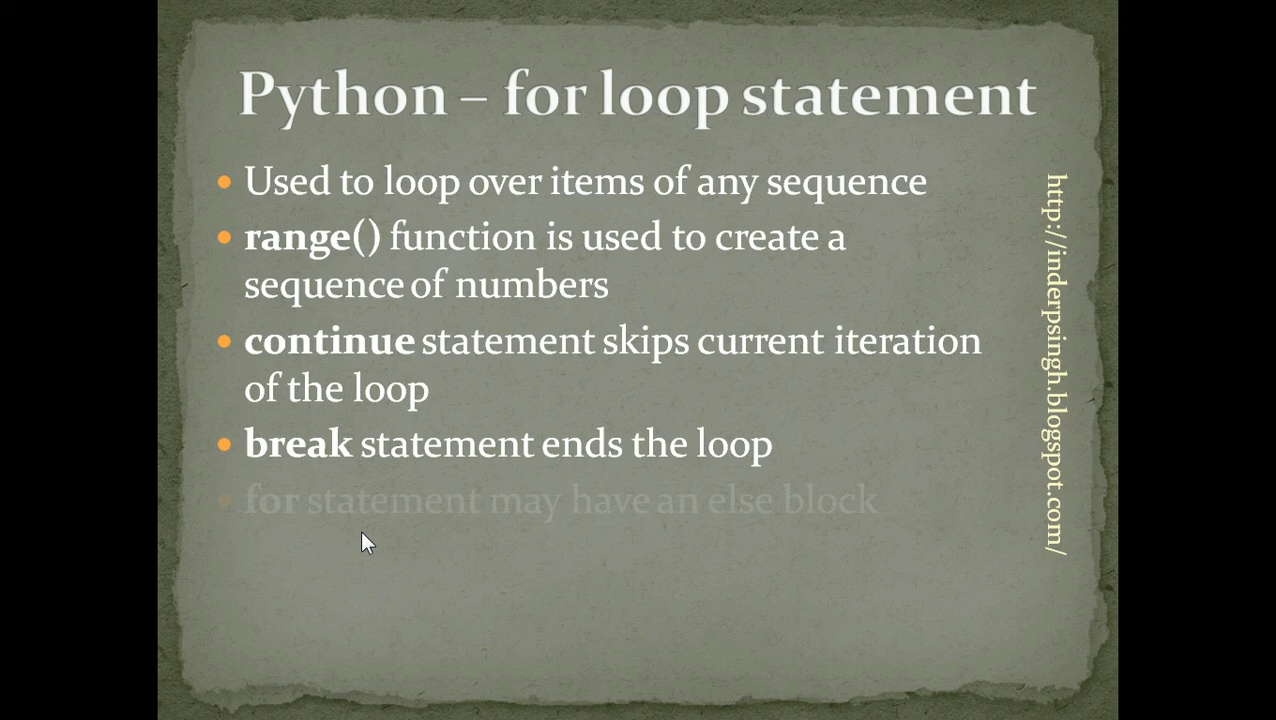 Python – for loop statement
• Used to loop over items of any sequence
• range() function is used to create a
sequence of numbers
• continue statement skips current iteration
of the loop
• break statement ends the loop
• for statement may have an else block
http://inderpsingh.blogspot.com/